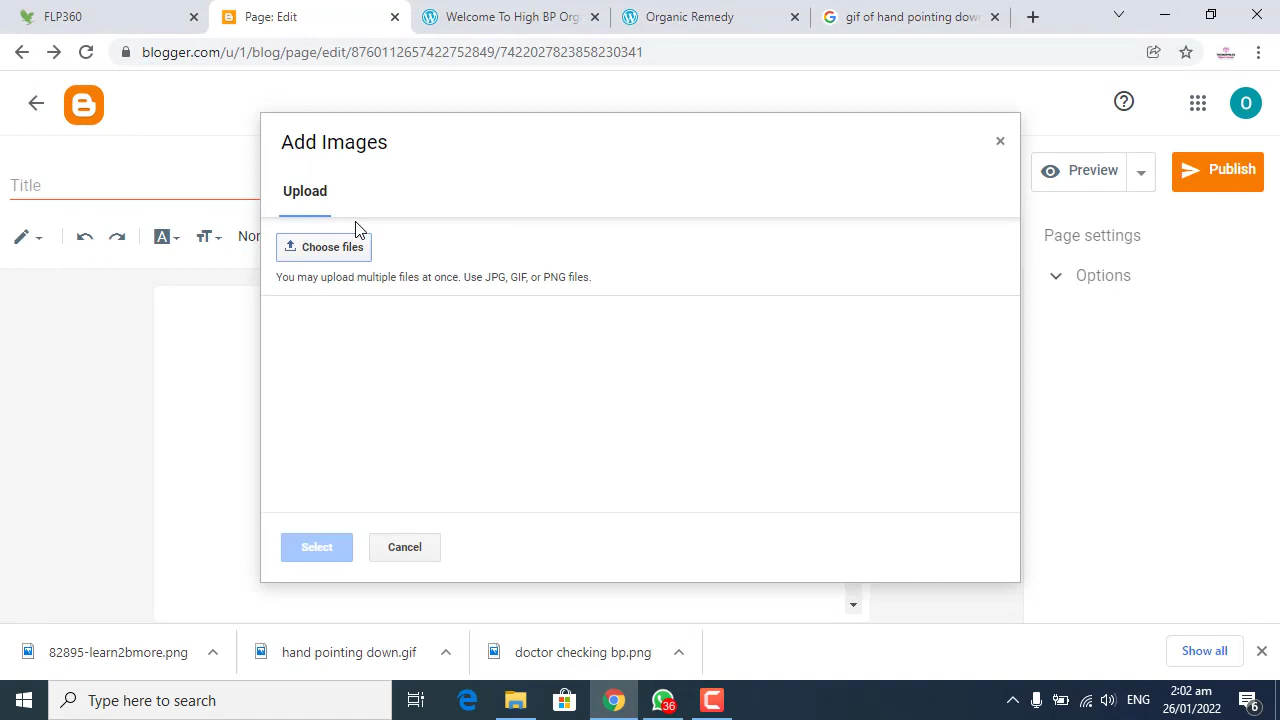 FLP360
Page: Edit
Welcome To High BP Orga
Organic Remedy
gif of hand pointing down
blogger.com/u/1/blog/page/edit/8760112657422752849/7422027823858230341
O
Add Images
Title
Upload
Preview
Publish
Nor
Page settings
Choose files
Options
You may upload multiple files at once. Use JPG, GIF, or PNG files.
Select
Cancel
82895-learn2bmore.png
hand pointing down.gif
doctor checking bp.png
Show all
Type here to search
36
ENG
2:02 am
26/01/2022
6